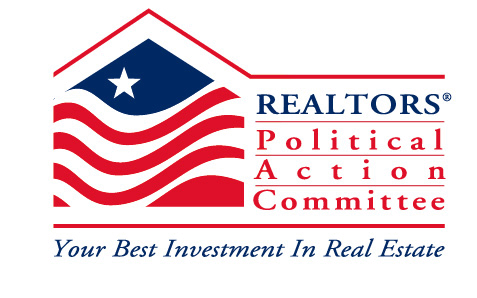 REALTORS®
Political
Action
Committee
Your Best Investment In Real Estate